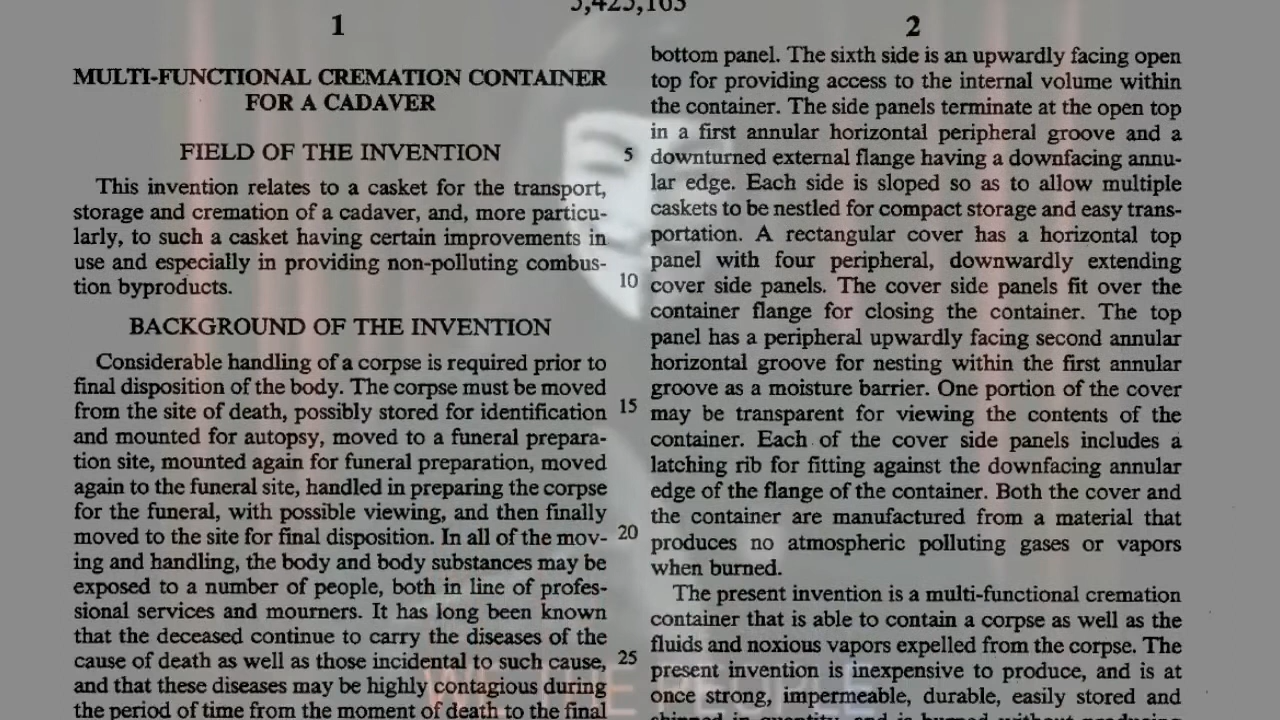 5,425,163
1
MULTI-FUNCTIONAL CREMATION CONTAINER
FOR A CADAVER
FIELD OF THE INVENTION
This invention relates to a casket for the transport,
storage and cremation of a cadaver, and, more particu-
larly, to such a casket having certain improvements in
use and especially in providing non-polluting combus-
tion byproducts.
BACKGROUND OF THE INVENTION
Considerable handling of a corpse is required prior to
final disposition of the body. The corpse must be moved
from the site of death, possibly stored for identification
and mounted for autopsy, moved to a funeral prepara-
tion site, mounted again for funeral preparation, moved
again to the funeral site, handled in preparing the corpse
for the funeral, with possible viewing, and then finally
moved to the site for final disposition. In all of the mov-
ing and handling, the body and body substances may be
exposed to a number of people, both in line of profes-
sional services and mourners. It has long been known
that the deceased continue to carry the diseases of the
cause of death as well as those incidental to such cause,
and that these diseases may be highly contagious during
the period of time from the moment of death to the final
5
10
15
20
25
2
bottom panel. The sixth side is an upwardly facing open
top for providing access to the internal volume within
the container. The side panels terminate at the open top
in a first annular horizontal peripheral groove and a
downturned external flange having a downfacing annu-
lar edge. Each side is sloped so as to allow multiple
caskets to be nestled for compact storage and easy trans-
portation. A rectangular cover has a horizontal top
panel with four peripheral, downwardly extending
cover side panels. The cover side panels fit over the
container flange for closing the container. The top
panel has a peripheral upwardly facing second annular
horizontal groove for nesting within the first annular
groove as a moisture barrier. One portion of the cover
may be transparent for viewing the contents of the
container. Each of the cover side panels includes a
latching rib for fitting against the downfacing annular
edge of the flange of the container. Both the cover and
the container are manufactured from a material that
produces no atmospheric polluting gases or vapors
when burned.
The present invention is a multi-functional cremation
container that is able to contain a corpse as well as the
fluids and noxious vapors expelled from the corpse. The
present invention is inexpensive to produce, and is at
once strong, impermeable, durable, easily stored and
shipped in quantity, and is burned without producing
WE THE PEOPLE